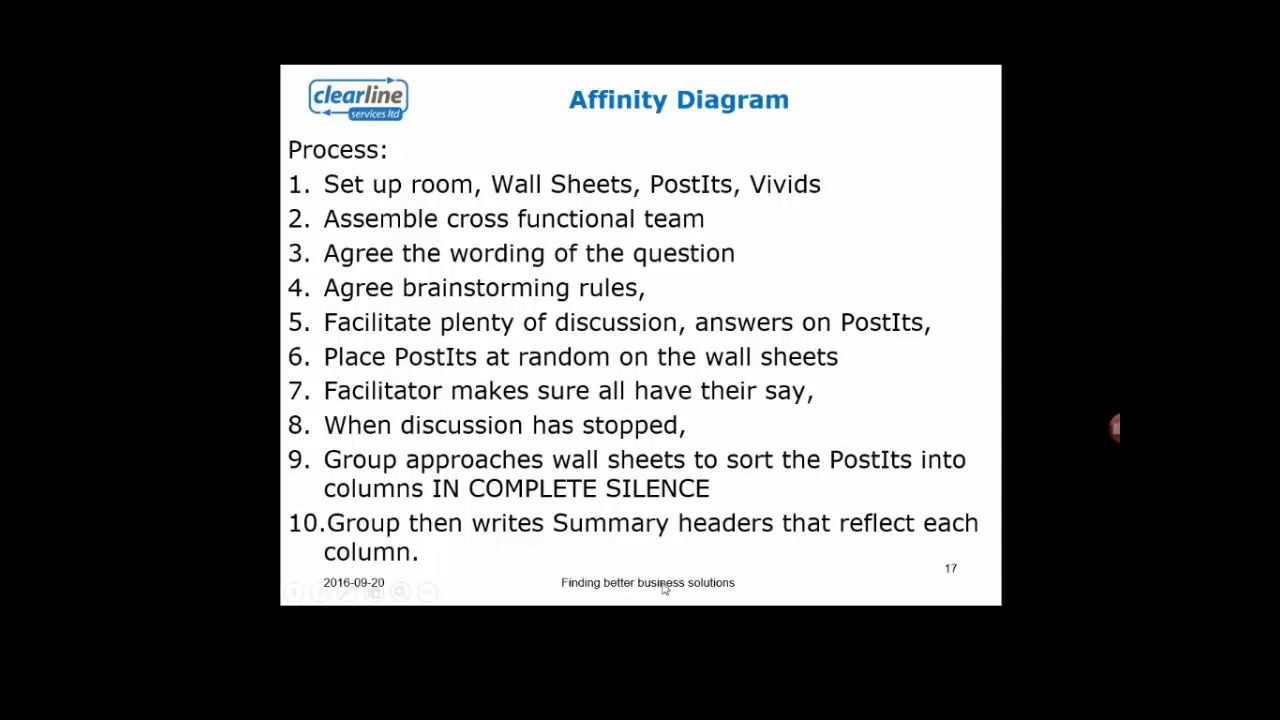 clearline
services ltd
Affinity Diagram
Process:
1. Set up room, Wall Sheets, PostIts, Vivids
2. Assemble cross functional team
3. Agree the wording of the question
4. Agree brainstorming rules,
5. Facilitate plenty of discussion, answers on PostIts,
6. Place PostIts at random on the wall sheets
7. Facilitator makes sure all have their say,
8. When discussion has stopped,
9. Group approaches wall sheets to sort the PostIts into
columns IN COMPLETE SILENCE
10.Group then writes Summary headers that reflect each
column.
17
2016-09-20
Finding better business solutions